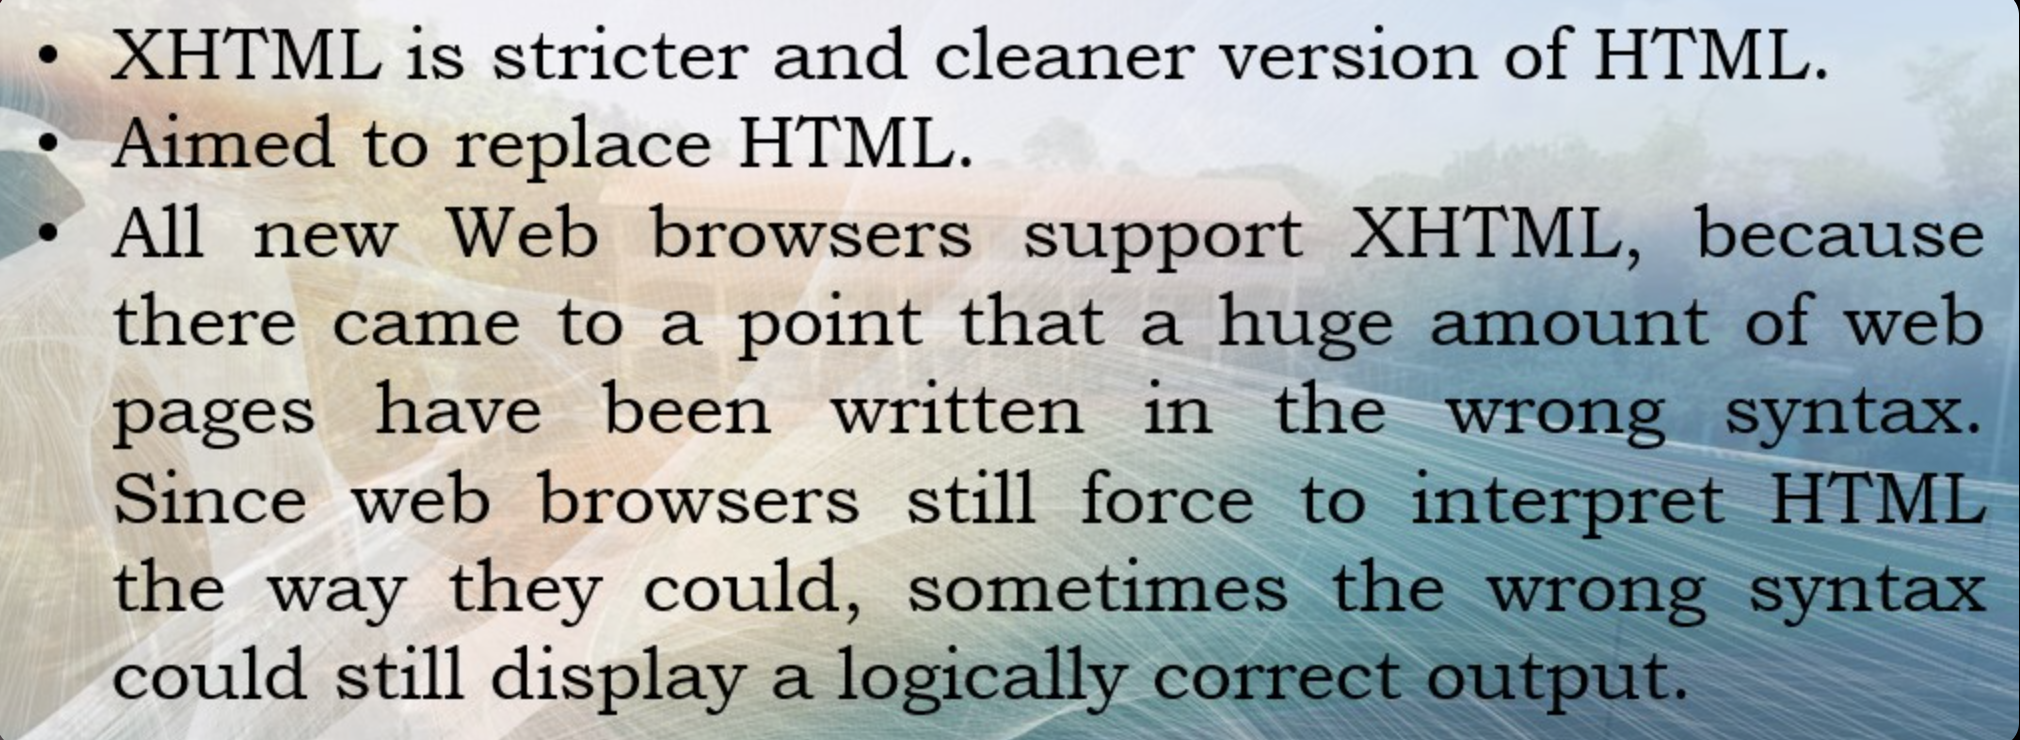 • XHTML is stricter and cleaner version of HTML.
• Aimed to replace HTML.
• All new Web browsers support XHTML, because
there came to a point that a huge amount of web
pages have been written in the wrong syntax.
Since web browsers still force to interpret HTML
the way they could, sometimes the wrong syntax
could still display a logically correct output.